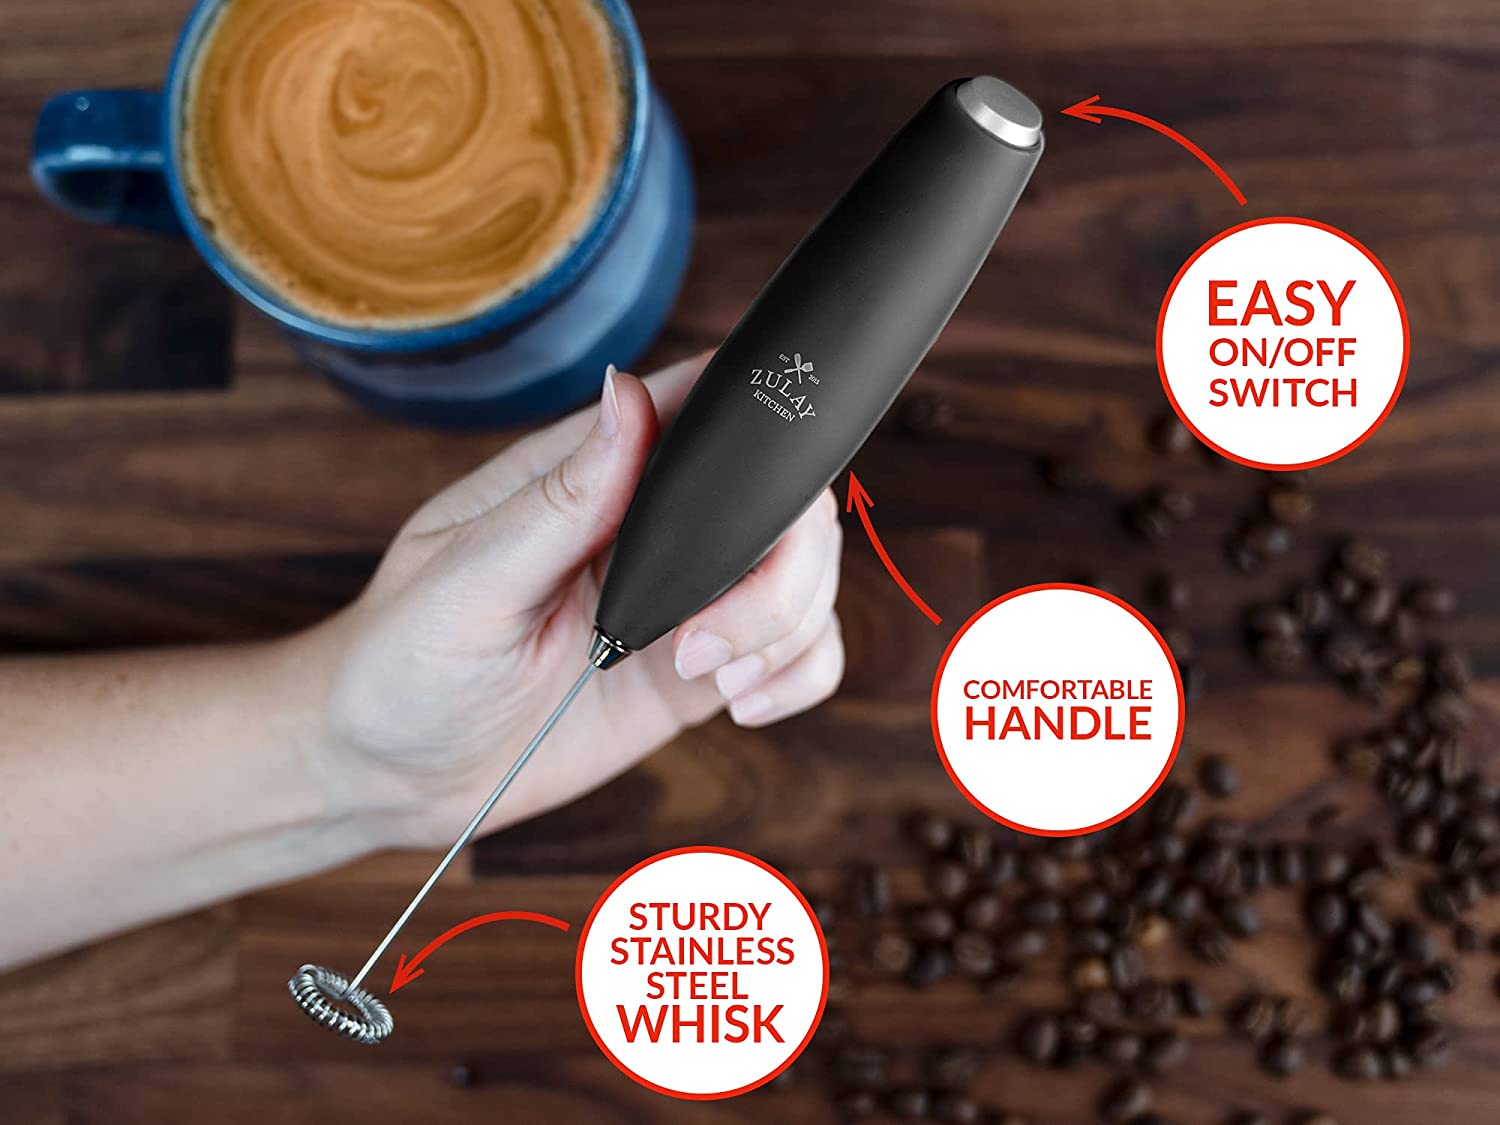 EASY
ON/OFF
SWITCH
EST 2015
ZULAY
KITCHEN
COMFORTABLE
HANDLE
STURDY
STAINLESS
STEEL
WHISK